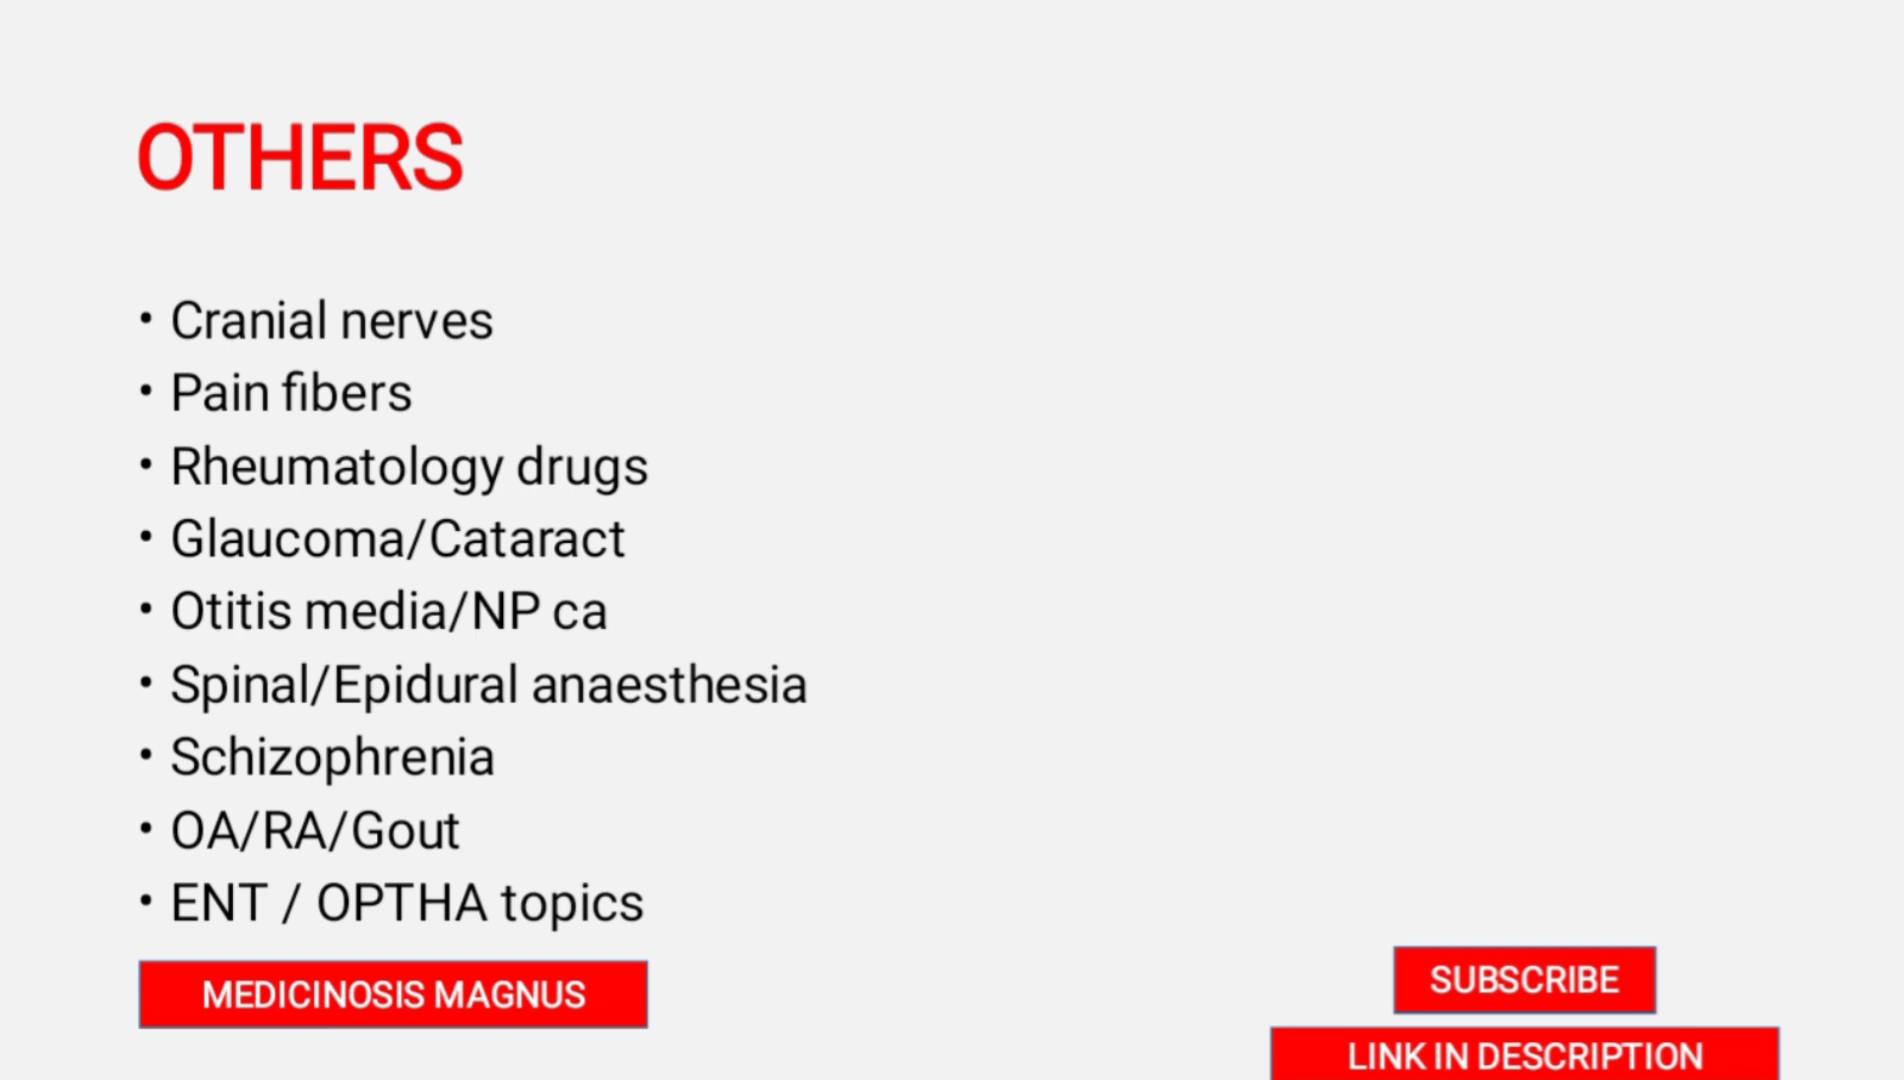 OTHERS
• Cranial nerves
• Pain fibers
• Rheumatology drugs
• Glaucoma/Cataract
• Otitis media/NP ca
• Spinal/Epidural anaesthesia
• Schizophrenia
• OA/RA/Gout
• ENT / OPTHA topics
MEDICINOSIS MAGNUS
SUBSCRIBE
LINK IN DESCRIPTION